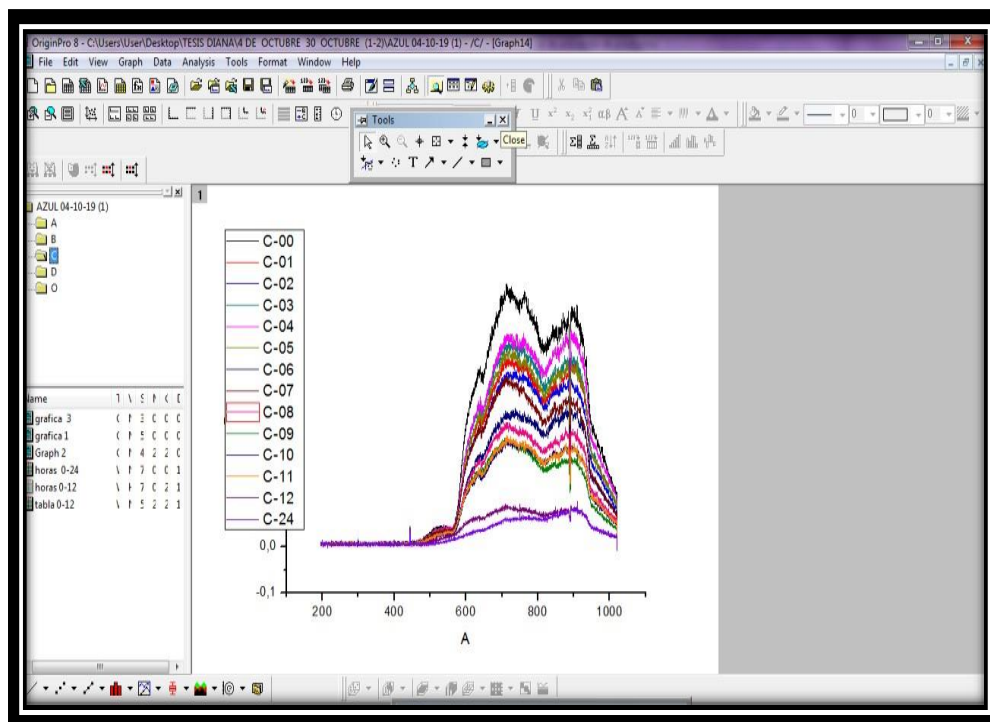 OriginPro 8 - C:\Users\User\Desktop\TESIS DIANA\4 DE OCTUBRE 30 OCTUBRE (1-2)\AZUL 04-10-19 (1) - /C/ - [Graph14]
File Edit View Graph Data Analysis Tools Format Window Help
Tools
Close
AZUL 04-10-19 (1)
A
B
C
D
O
1
C-00
C-01
C-02
C-03
C-04
C-05
C-06
C-07
C-08
C-09
C-10
C-11
C-12
C-24
0,0
-0,1
200 400 600 800 1000
A
grafica 3
grafica 1
Graph 2
horas 0-24
horas 0-12
tabla 0-12